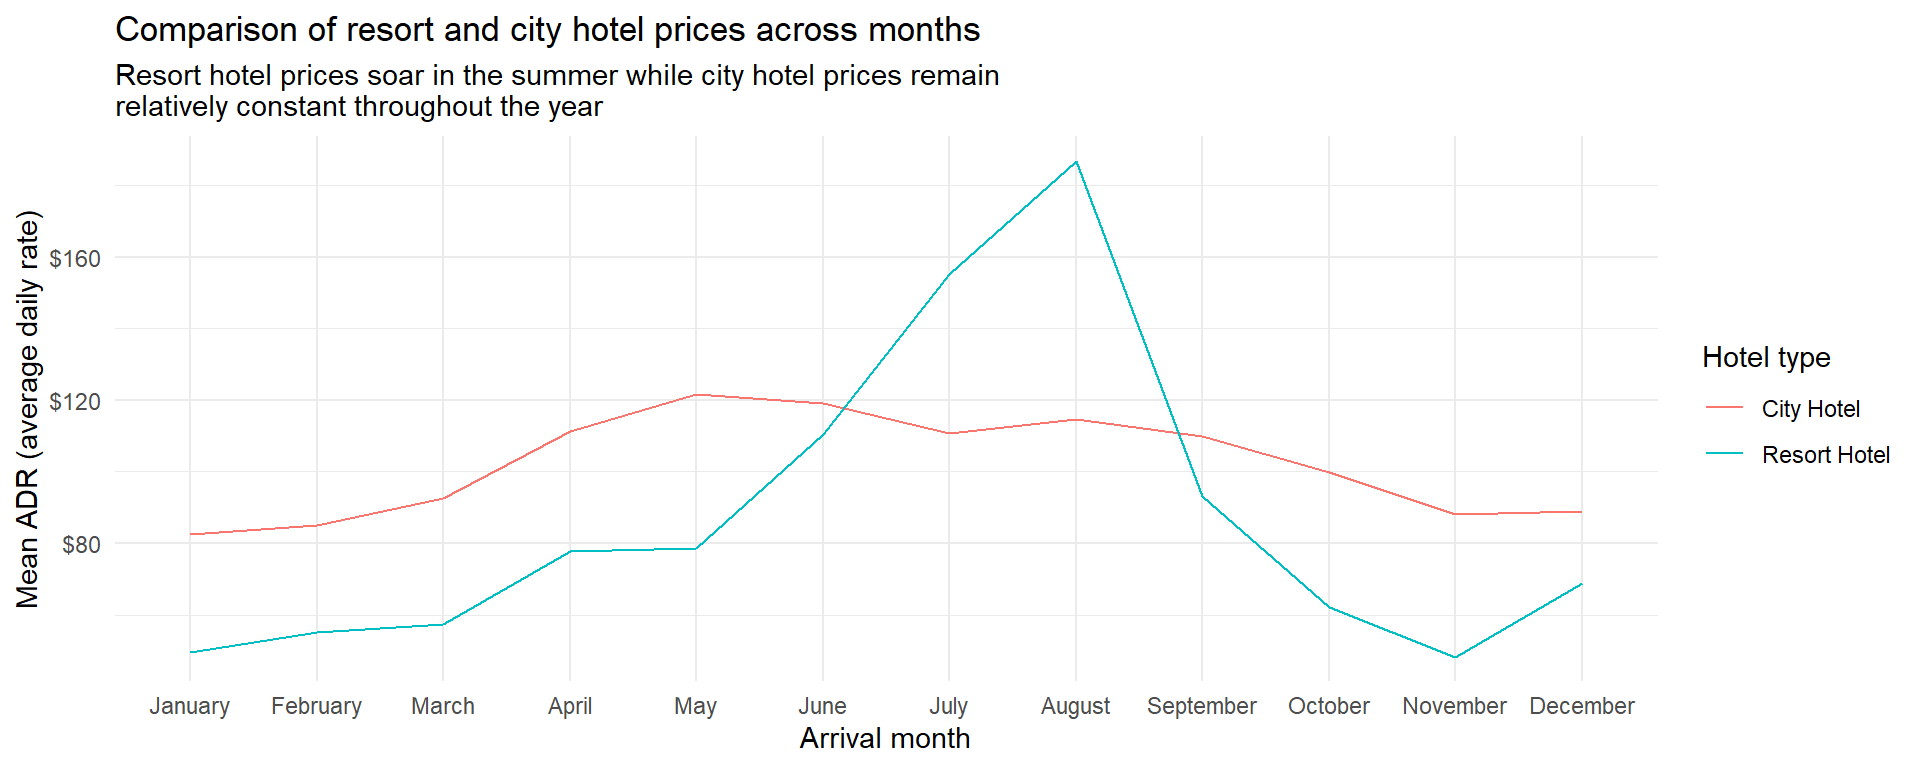 Comparison of resort and city hotel prices across months
Resort hotel prices soar in the summer while city hotel prices remain
relatively constant throughout the year
Mean ADR (average daily rate)
$160
$120
$80
January February March April May June July August September October November December
Arrival month
Hotel type
City Hotel
Resort Hotel